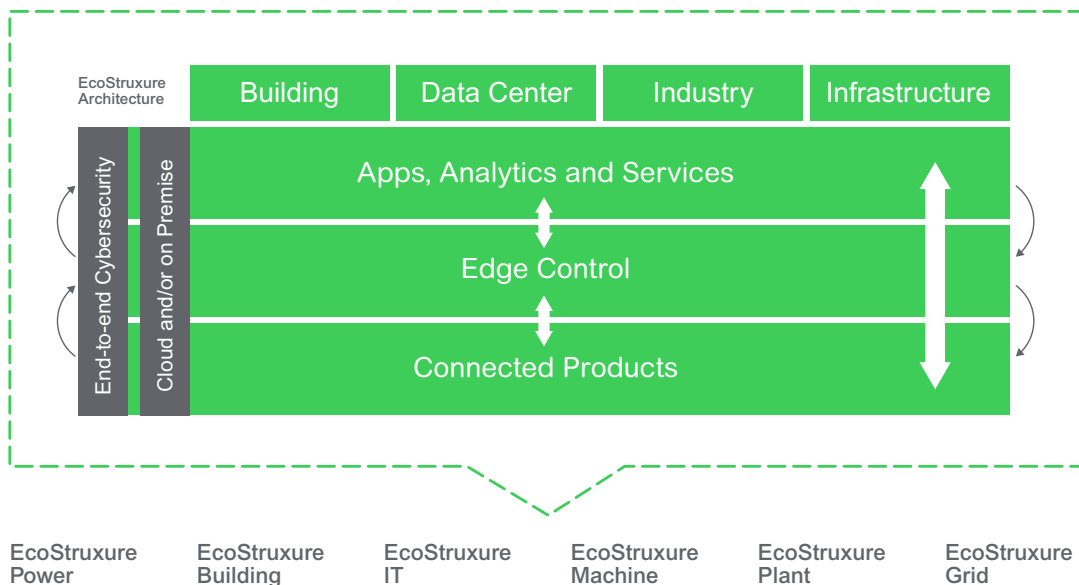 EcoStruxure
Architecture
Building
Data Center
Industry
Infrastructure
End-to-end Cybersecurity
Cloud and/or on Premise
Apps, Analytics and Services
Edge Control
Connected Products
EcoStruxure
Power
EcoStruxure
Building
EcoStruxure
IT
EcoStruxure
Machine
EcoStruxure
Plant
EcoStruxure
Grid